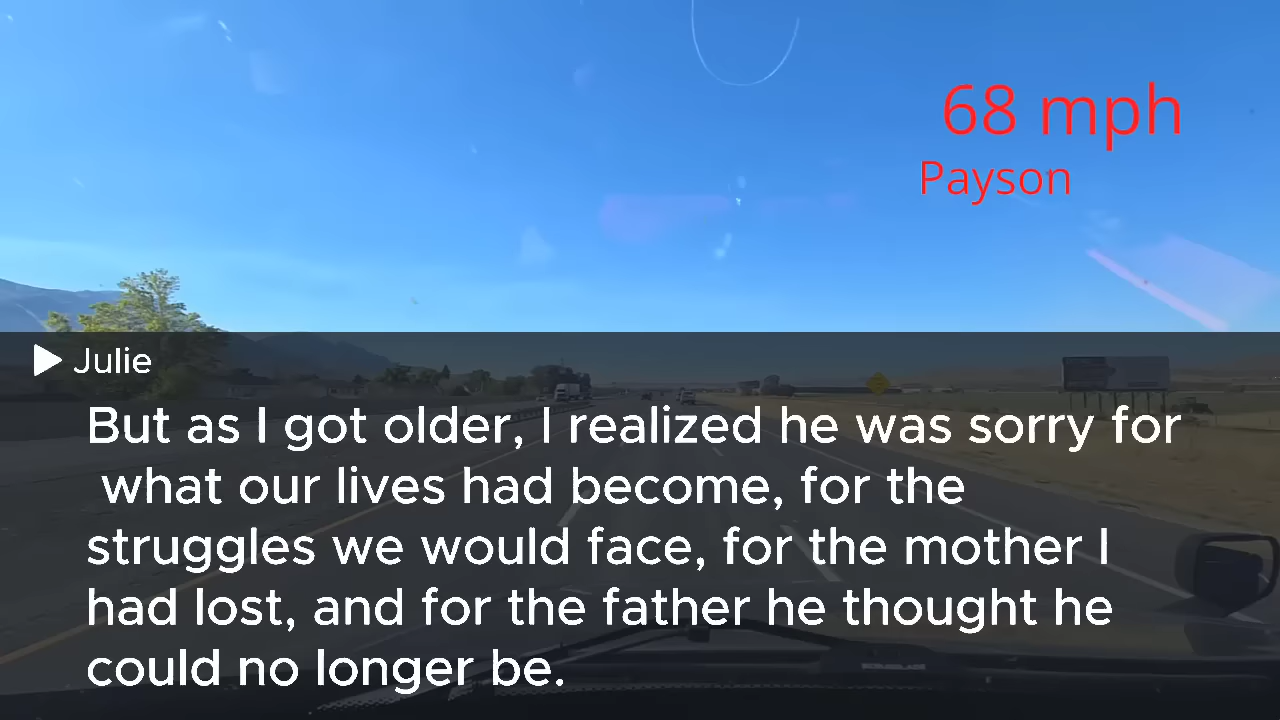 68 mph
Payson
Julie
But as I got older, I realized he was sorry for
what our lives had become, for the
struggles we would face, for the mother I
had lost, and for the father he thought he
could no longer be.